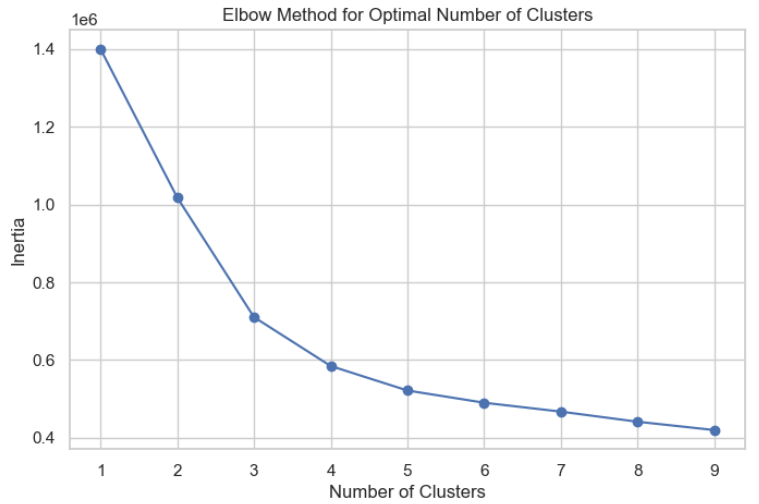 Elbow Method for Optimal Number of Clusters
1e6
1.4
1.2
1.0
0.8
0.6
0.4
Inertia
1 2 3 4 5 6 7 8 9
Number of Clusters